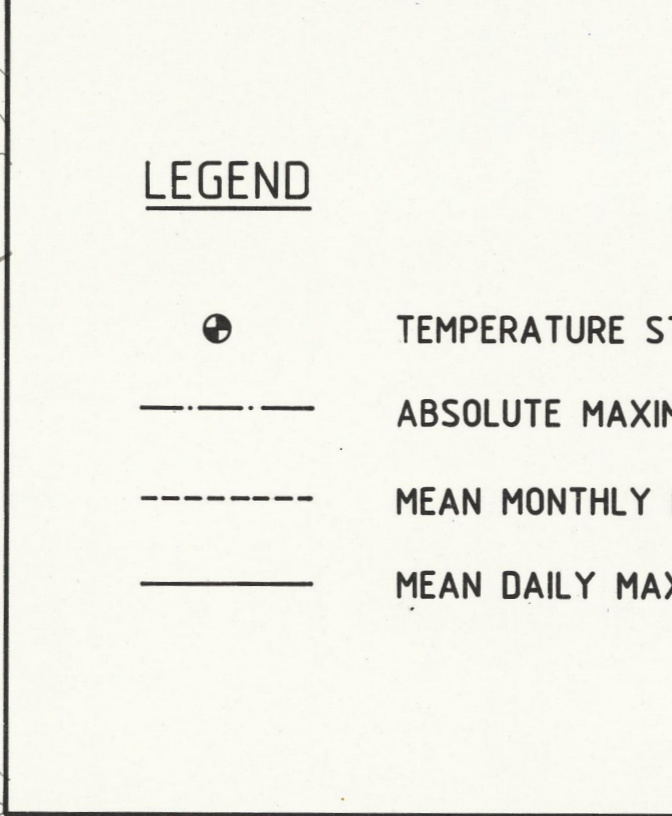 LEGEND
TEMPERATURE
ABSOLUTE
MEAN MONTHLY
MEAN DAILY